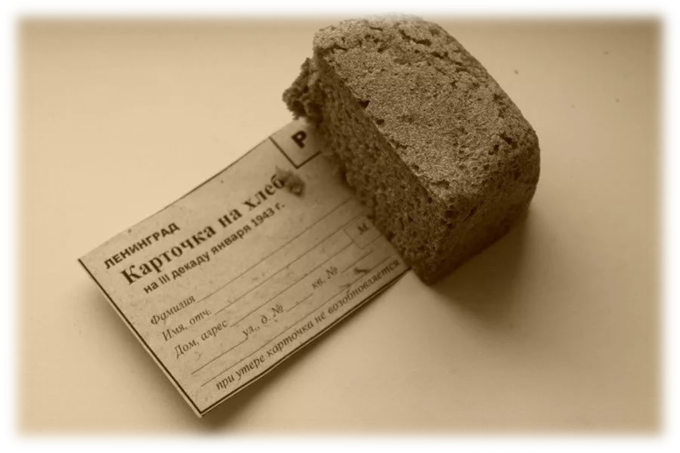 Р
ЛЕНИНГРАД
Карточка на хлеб
на III декаду января 1943 г.
Фамилия
Имя, отч.
М
Дом, адрес ул., д. № кв. №
при утере карточка не возобновляется